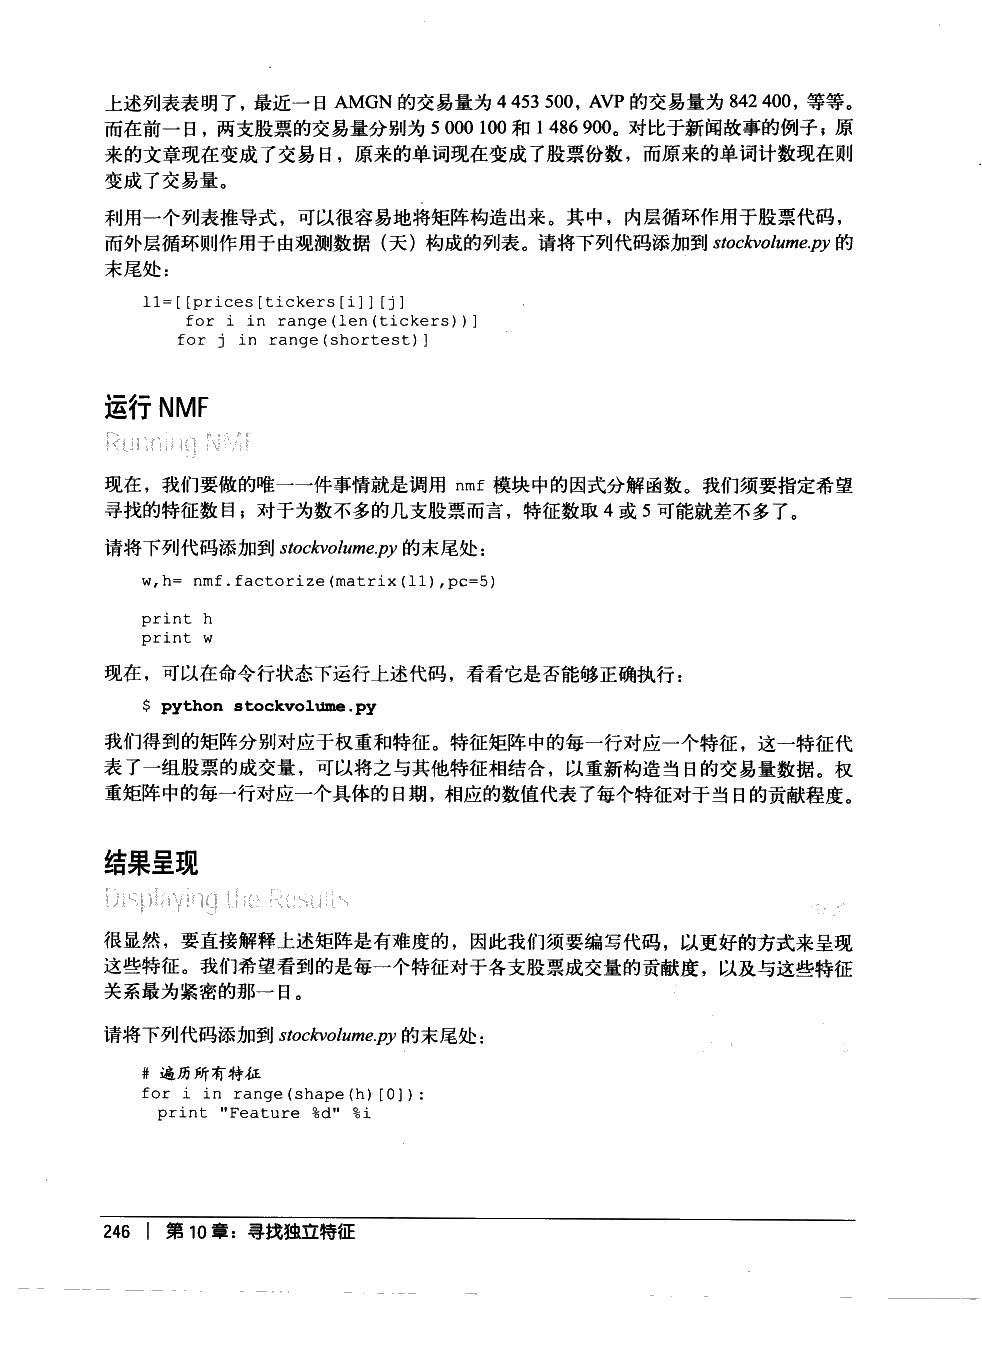 上述列表表明了，最近一日 AMGN 的交易量为 4 453 500，AVP 的交易量为 842 400，等等。
而在前一日，两支股票的交易量分别为 5 000 100 和 1 486 900。对比于新闻故事的例子；原
来的文章现在变成了交易日，原来的单词现在变成了股票份数，而原来的单词计数现在则
变成了交易量。
利用一个列表推导式，可以很容易地将矩阵构造出来。其中，内层循环作用于股票代码，
而外层循环则作用于由观测数据（天）构成的列表。请将下列代码添加到 stockvolume.py 的
末尾处：
l1=[[prices[tickers[i]][j]
for i in range(len(tickers))]
for j in range(shortest)]
运行 NMF
Running NMF
现在，我们要做的唯一一件事情就是调用 nmf 模块中的因式分解函数。我们须要指定希望
寻找的特征数目；对于为数不多的几支股票而言，特征数取 4 或 5 可能就差不多了。
请将下列代码添加到 stockvolume.py 的末尾处：
w,h= nmf.factorize(matrix(l1),pc=5)
print h
print w
现在，可以在命令行状态下运行上述代码，看看它是否能够正确执行：
$ python stockvolume.py
我们得到的矩阵分别对应于权重和特征。特征矩阵中的每一行对应一个特征，这一特征代
表了一组股票的成交量，可以将之与其他特征相结合，以重新构造当日的交易量数据。权
重矩阵中的每一行对应一个具体的日期，相应的数值代表了每个特征对于当日的贡献程度。
结果呈现
Displaying the Results
很显然，要直接解释上述矩阵是有难度的，因此我们须要编写代码，以更好的方式来呈现
这些特征。我们希望看到的是每一个特征对于各支股票成交量的贡献度，以及与这些特征
关系最为紧密的那一日。
请将下列代码添加到 stockvolume.py 的末尾处：
# 遍历所有特征
for i in range(shape(h)[0]):
print "Feature %d" %i
246 | 第 10 章：寻找独立特征